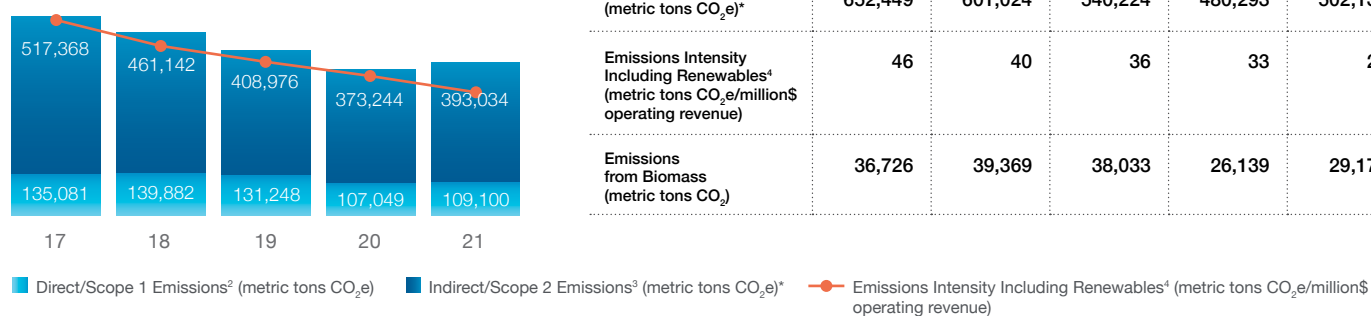 517,368
461,142
408,976
373,244
393,034
135,081
139,882
131,248
107,049
109,100
17 18 19 20 21
(metric tons CO₂e)*
Emissions Intensity
Including Renewables⁴
(metric tons CO₂e/million$
operating revenue)
46 40 36 33
Emissions
from Biomass
(metric tons CO₂)
36,726 39,369 38,033 26,139
Direct/Scope 1 Emissions² (metric tons CO₂e)
Indirect/Scope 2 Emissions³ (metric tons CO₂e)*
Emissions Intensity Including Renewables⁴ (metric tons CO₂e/million$
operating revenue)